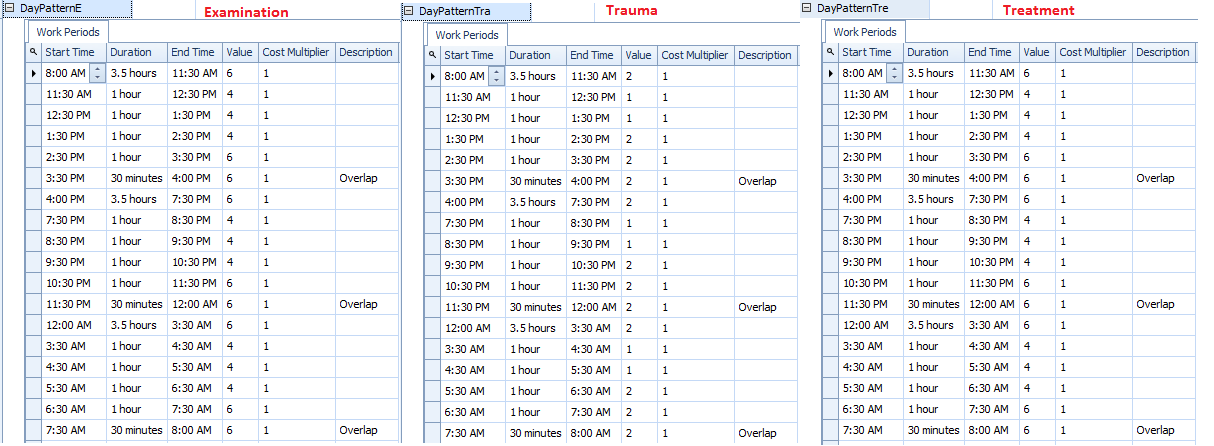 DayPatternE Examination
Work Periods
Start Time Duration End Time Value Cost Multiplier Description
8:00 AM 3.5 hours 11:30 AM 6 1
11:30 AM 1 hour 12:30 PM 4 1
12:30 PM 1 hour 1:30 PM 4 1
1:30 PM 1 hour 2:30 PM 4 1
2:30 PM 1 hour 3:30 PM 6 1
3:30 PM 30 minutes 4:00 PM 6 1 Overlap
4:00 PM 3.5 hours 7:30 PM 6 1
7:30 PM 1 hour 8:30 PM 4 1
8:30 PM 1 hour 9:30 PM 4 1
9:30 PM 1 hour 10:30 PM 4 1
10:30 PM 1 hour 11:30 PM 6 1
11:30 PM 30 minutes 12:00 AM 6 1 Overlap
12:00 AM 3.5 hours 3:30 AM 6 1
3:30 AM 1 hour 4:30 AM 4 1
4:30 AM 1 hour 5:30 AM 4 1
5:30 AM 1 hour 6:30 AM 4 1
6:30 AM 1 hour 7:30 AM 6 1
7:30 AM 30 minutes 8:00 AM 6 1 Overlap
DayPatternTra Trauma
Work Periods
Start Time Duration End Time Value Cost Multiplier Description
8:00 AM 3.5 hours 11:30 AM 2 1
11:30 AM 1 hour 12:30 PM 1 1
12:30 PM 1 hour 1:30 PM 1 1
1:30 PM 1 hour 2:30 PM 2 1
2:30 PM 1 hour 3:30 PM 2 1
3:30 PM 30 minutes 4:00 PM 2 1 Overlap
4:00 PM 3.5 hours 7:30 PM 2 1
7:30 PM 1 hour 8:30 PM 1 1
8:30 PM 1 hour 9:30 PM 1 1
9:30 PM 1 hour 10:30 PM 2 1
10:30 PM 1 hour 11:30 PM 2 1
11:30 PM 30 minutes 12:00 AM 2 1 Overlap
12:00 AM 3.5 hours 3:30 AM 2 1
3:30 AM 1 hour 4:30 AM 1 1
4:30 AM 1 hour 5:30 AM 1 1
5:30 AM 1 hour 6:30 AM 2 1
6:30 AM 1 hour 7:30 AM 2 1
7:30 AM 30 minutes 8:00 AM 2 1 Overlap
DayPatternTre Treatment
Work Periods
Start Time Duration End Time Value Cost Multiplier Description
8:00 AM 3.5 hours 11:30 AM 6 1
11:30 AM 1 hour 12:30 PM 4 1
12:30 PM 1 hour 1:30 PM 4 1
1:30 PM 1 hour 2:30 PM 4 1
2:30 PM 1 hour 3:30 PM 6 1
3:30 PM 30 minutes 4:00 PM 6 1 Overlap
4:00 PM 3.5 hours 7:30 PM 6 1
7:30 PM 1 hour 8:30 PM 4 1
8:30 PM 1 hour 9:30 PM 4 1
9:30 PM 1 hour 10:30 PM 4 1
10:30 PM 1 hour 11:30 PM 6 1
11:30 PM 30 minutes 12:00 AM 6 1 Overlap
12:00 AM 3.5 hours 3:30 AM 6 1
3:30 AM 1 hour 4:30 AM 4 1
4:30 AM 1 hour 5:30 AM 4 1
5:30 AM 1 hour 6:30 AM 4 1
6:30 AM 1 hour 7:30 AM 6 1
7:30 AM 30 minutes 8:00 AM 6 1 Overlap